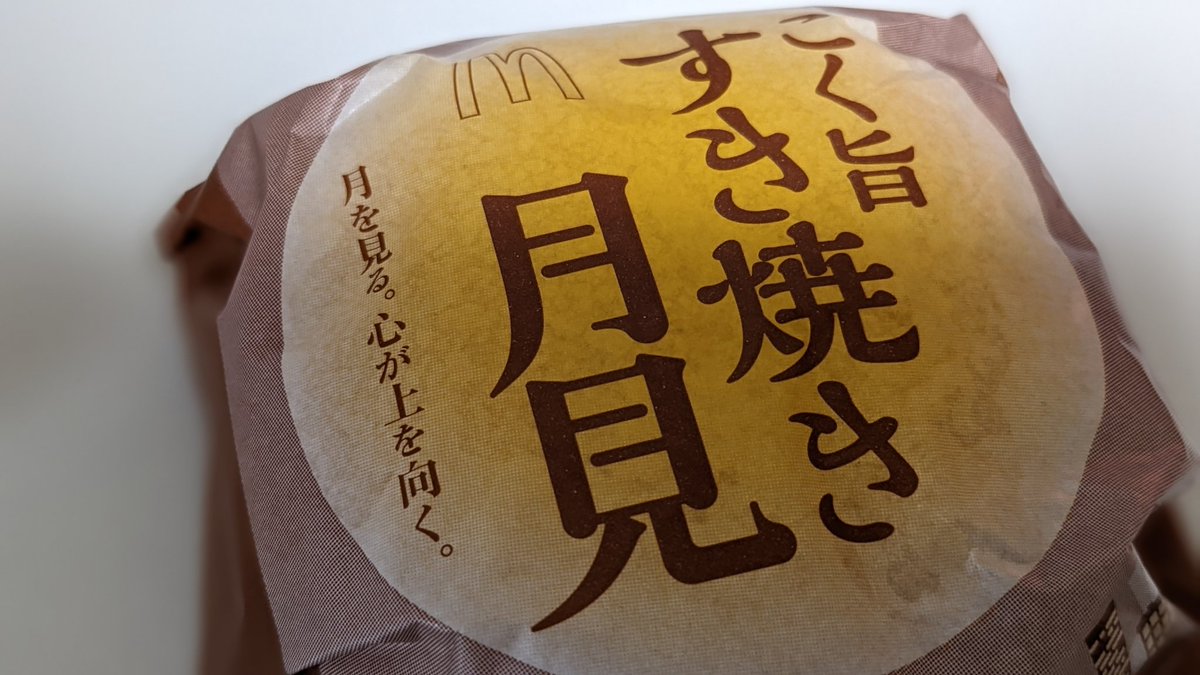 こく旨
すき焼き
月見
月を見る。心が上を向く。